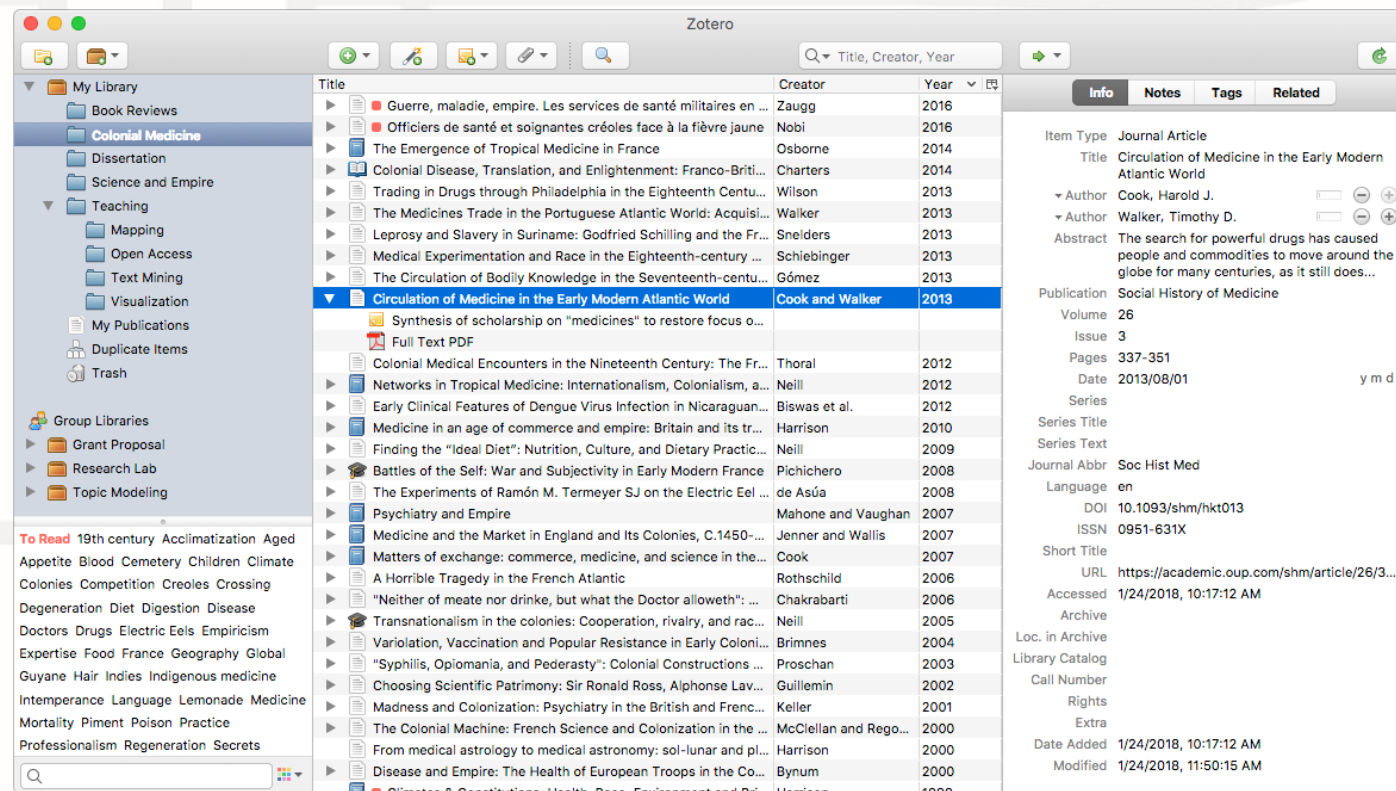 Zotero
Title, Creator, Year
My Library
Book Reviews
Colonial Medicine
Dissertation
Science and Empire
Teaching
Mapping
Open Access
Text Mining
Visualization
My Publications
Duplicate Items
Trash
Group Libraries
Grant Proposal
Research Lab
Topic Modeling
To Read 19th century Acclimatization Aged
Appetite Blood Cemetery Children Climate
Colonies Competition Creoles Crossing
Degeneration Diet Digestion Disease
Doctors Drugs Electric Eels Empiricism
Expertise Food France Geography Global
Guyane Hair Indies Indigenous medicine
Intemperance Language Lemonade Medicine
Mortality Piment Poison Practice
Professionalism Regeneration Secrets
Title Creator Year
Guerre, maladie, empire. Les services de santé militaires en ... Zaugg 2016
Officiers de santé et soignantes créoles face à la fièvre jaune Nobi 2016
The Emergence of Tropical Medicine in France Osborne 2014
Colonial Disease, Translation, and Enlightenment: Franco-Briti... Charters 2014
Trading in Drugs through Philadelphia in the Eighteenth Centu... Wilson 2013
The Medicines Trade in the Portuguese Atlantic World: Acquisi... Walker 2013
Leprosy and Slavery in Suriname: Godfried Schilling and the Fr... Snelders 2013
Medical Experimentation and Race in the Eighteenth-century ... Schiebinger 2013
The Circulation of Bodily Knowledge in the Seventeenth-centu... Gómez 2013
Circulation of Medicine in the Early Modern Atlantic World Cook and Walker 2013
Synthesis of scholarship on "medicines" to restore focus o...
Full Text PDF
Colonial Medical Encounters in the Nineteenth Century: The Fr... Thoral 2012
Networks in Tropical Medicine: Internationalism, Colonialism, a... Neill 2012
Early Clinical Features of Dengue Virus Infection in Nicaraguan... Biswas et al. 2012
Medicine in an age of commerce and empire: Britain and its tr... Harrison 2010
Finding the “Ideal Diet”: Nutrition, Culture, and Dietary Practic... Neill 2009
Battles of the Self: War and Subjectivity in Early Modern France Pichichero 2008
The Experiments of Ramón M. Termeyer SJ on the Electric Eel ... de Asúa 2008
Psychiatry and Empire Mahone and Vaughan 2007
Medicine and the Market in England and Its Colonies, C.1450-... Jenner and Wallis 2007
Matters of exchange: commerce, medicine, and science in the... Cook 2007
A Horrible Tragedy in the French Atlantic Rothschild 2006
"Neither of meate nor drinke, but what the Doctor alloweth": ... Chakrabarti 2006
Transnationalism in the colonies: Cooperation, rivalry, and rac... Neill 2005
Variolation, Vaccination and Popular Resistance in Early Coloni... Brimnes 2004
"Syphilis, Opiomania, and Pederasty": Colonial Constructions ... Proschan 2003
Choosing Scientific Patrimony: Sir Ronald Ross, Alphonse Lav... Guillemin 2002
Madness and Colonization: Psychiatry in the British and Frenc... Keller 2001
The Colonial Machine: French Science and Colonization in the ... McClellan and Rego... 2000
From medical astrology to medical astronomy: sol-lunar and pl... Harrison 2000
Disease and Empire: The Health of European Troops in the Co... Bynum 2000
Info Notes Tags Related
Item Type Journal Article
Title Circulation of Medicine in the Early Modern
Atlantic World
Author Cook, Harold J.
Author Walker, Timothy D.
Abstract The search for powerful drugs has caused
people and commodities to move around the
globe for many centuries, as it still does...
Publication Social History of Medicine
Volume 26
Issue 3
Pages 337-351
Date 2013/08/01 y m d
Series
Series Title
Series Text
Journal Abbr Soc Hist Med
Language en
DOI 10.1093/shm/hkt013
ISSN 0951-631X
Short Title
URL https://academic.oup.com/shm/article/26/3...
Accessed 1/24/2018, 10:17:12 AM
Archive
Loc. in Archive
Library Catalog
Call Number
Rights
Extra
Date Added 1/24/2018, 10:17:12 AM
Modified 1/24/2018, 11:50:15 AM